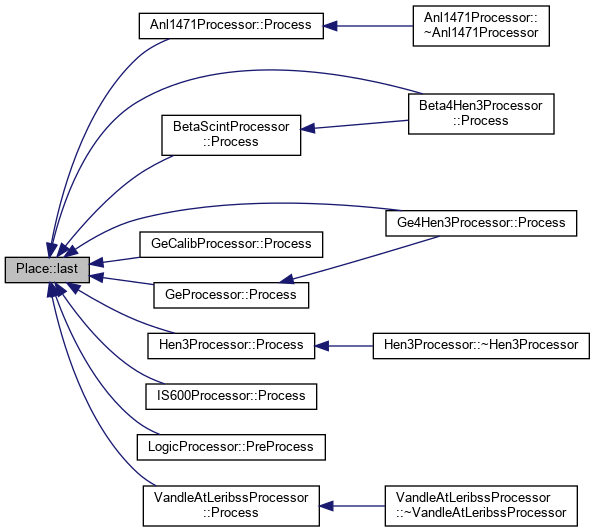 Anl1471Processor::Process
Anl1471Processor::
~Anl1471Processor
Beta4Hen3Processor
::Process
BetaScintProcessor
::Process
Ge4Hen3Processor::Process
GeCalibProcessor::Process
Place::last
GeProcessor::Process
Hen3Processor::Process
Hen3Processor::~Hen3Processor
IS600Processor::Process
LogicProcessor::PreProcess
VandleAtLeribssProcessor
::Process
VandleAtLeribssProcessor
::~VandleAtLeribssProcessor